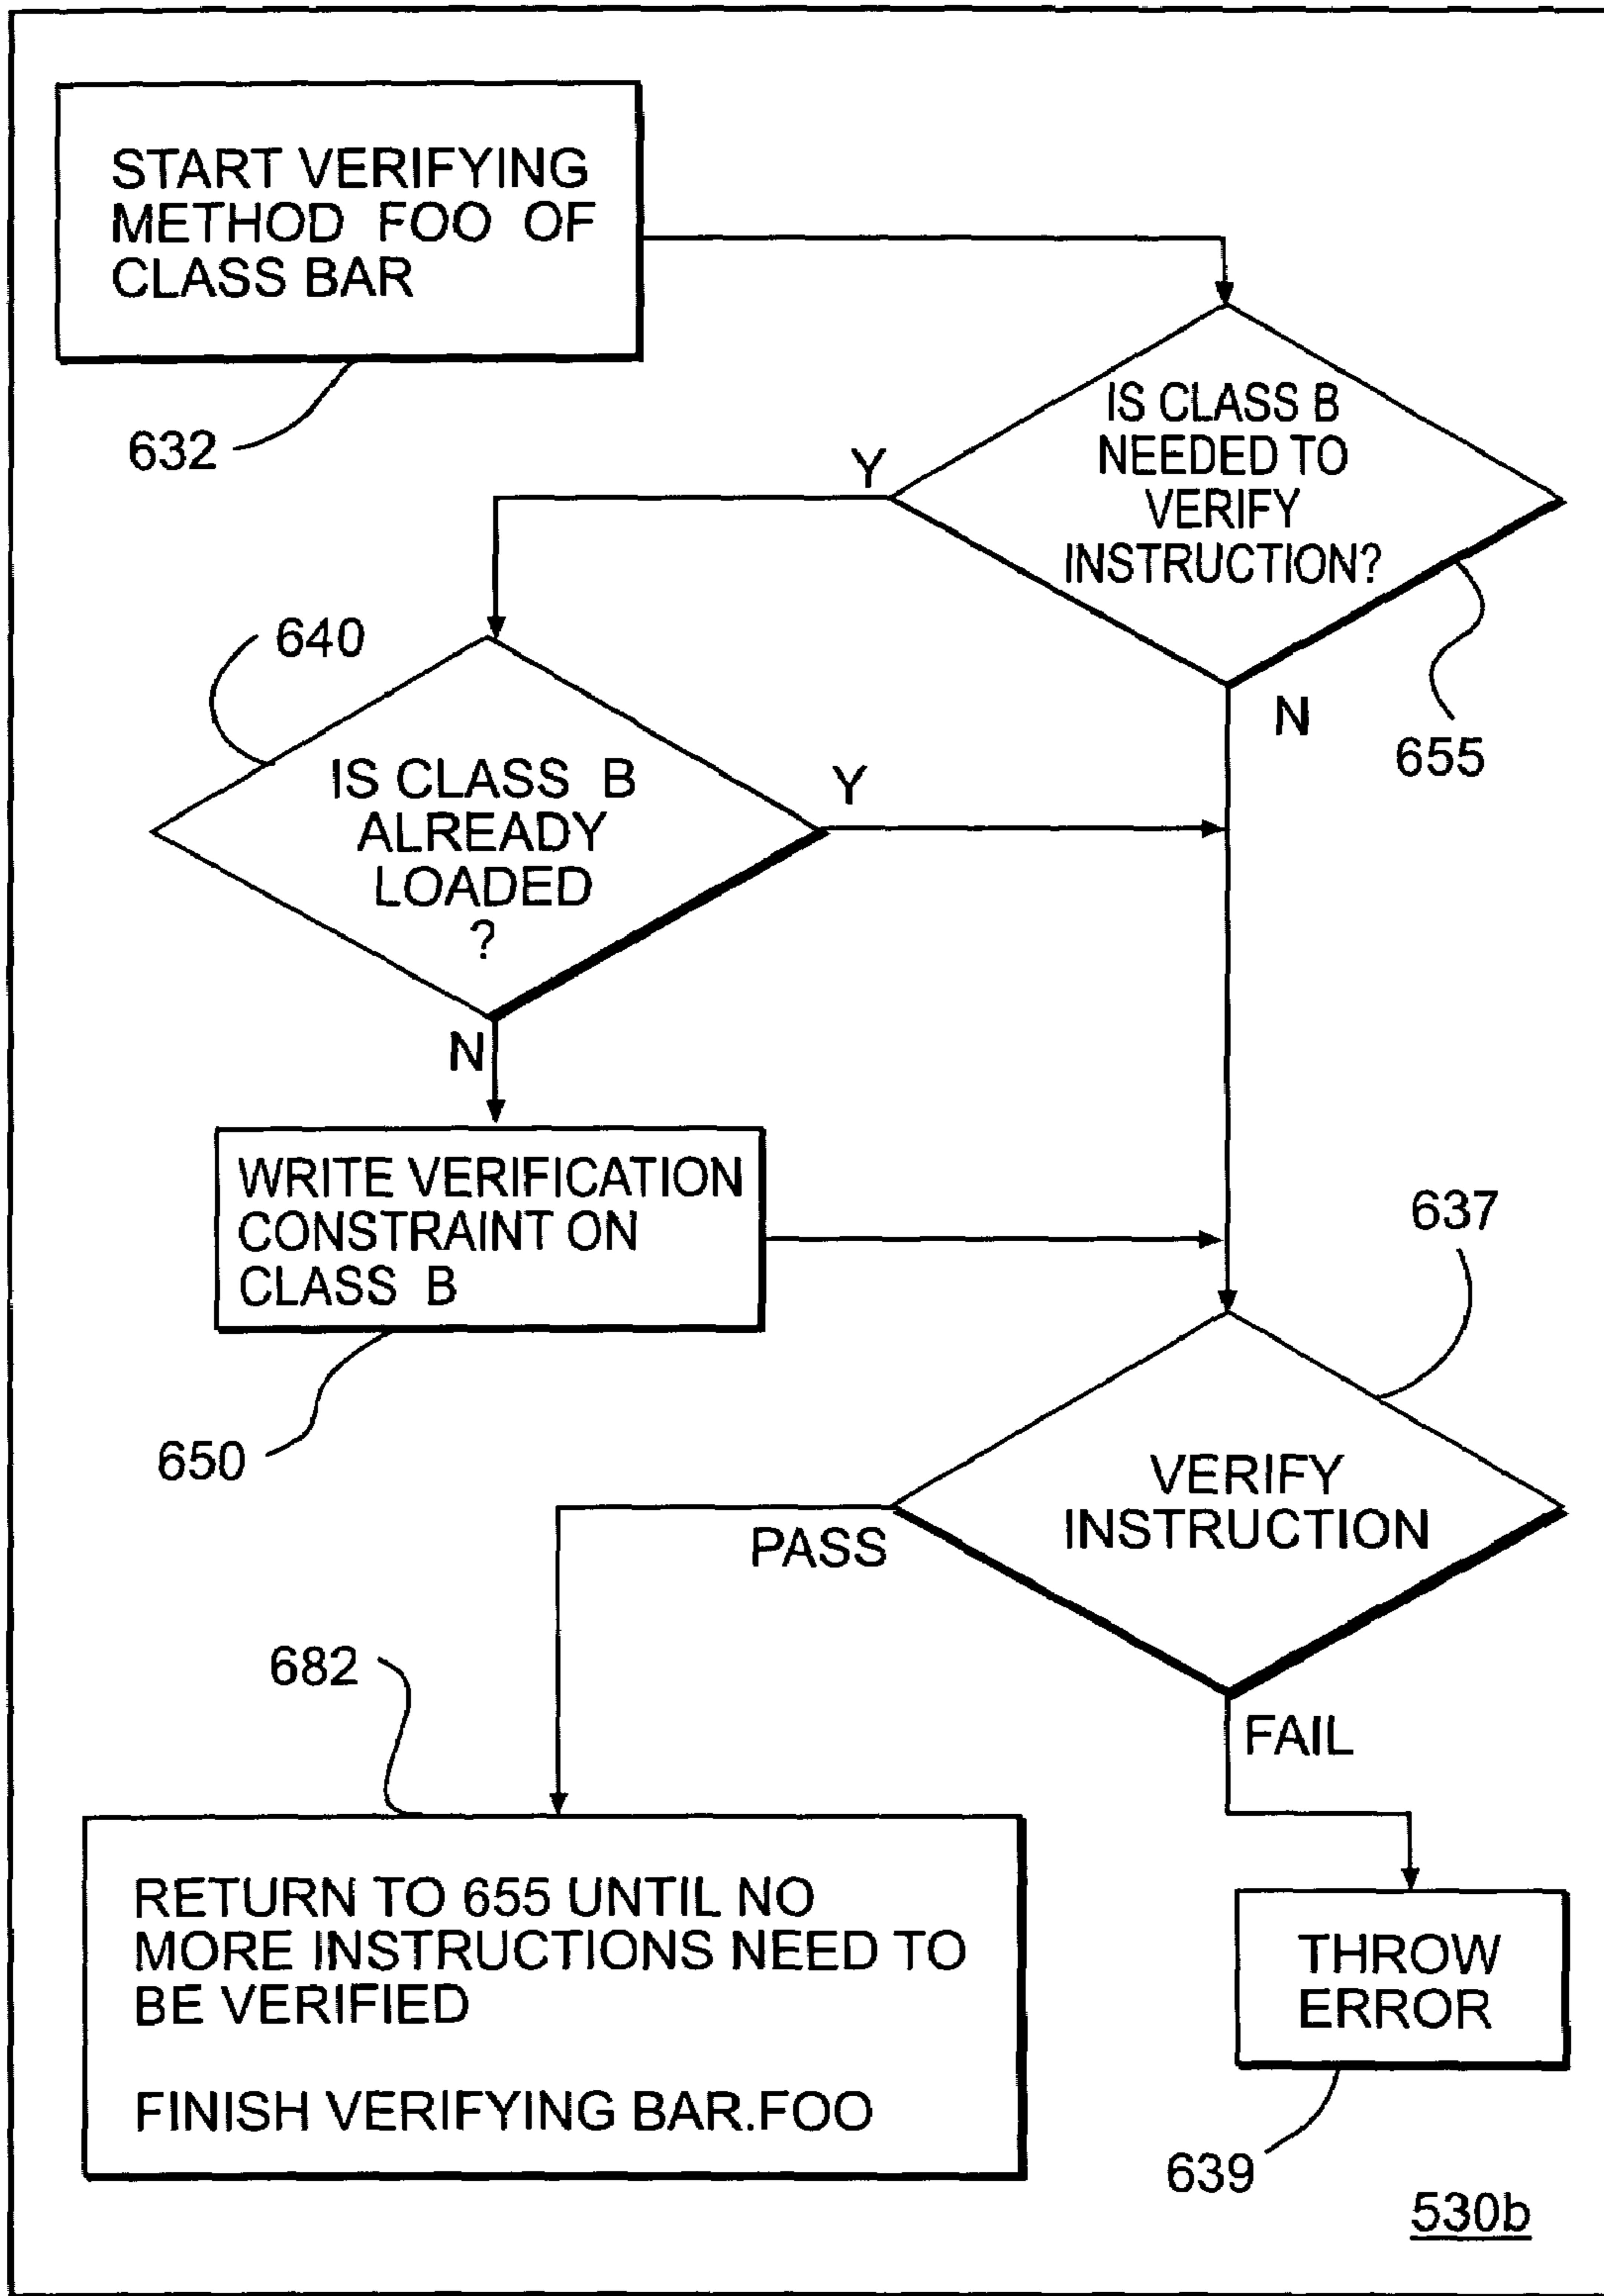 START VERIFYING
METHOD FOO OF
CLASS BAR
632
IS CLASS B
NEEDED TO
VERIFY
INSTRUCTION?
Y
N
655
640
IS CLASS B
ALREADY
LOADED
?
Y
N
WRITE VERIFICATION
CONSTRAINT ON
CLASS B
650
637
VERIFY
INSTRUCTION
PASS
FAIL
682
RETURN TO 655 UNTIL NO
MORE INSTRUCTIONS NEED TO
BE VERIFIED
FINISH VERIFYING BAR.FOO
THROW
ERROR
639
530b